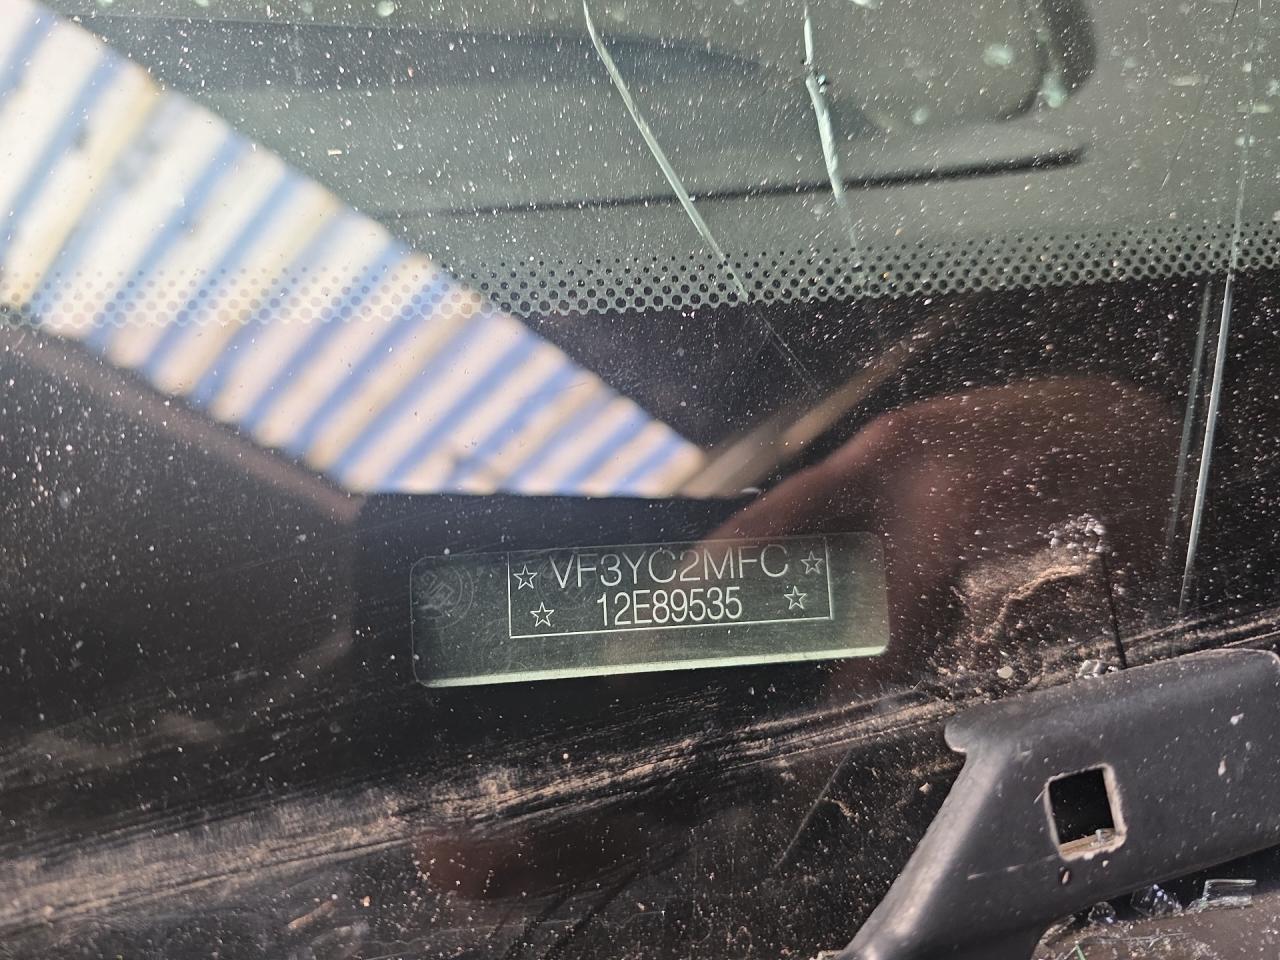 ☆ VF3YC2MFC ☆
☆ 12E89535 ☆